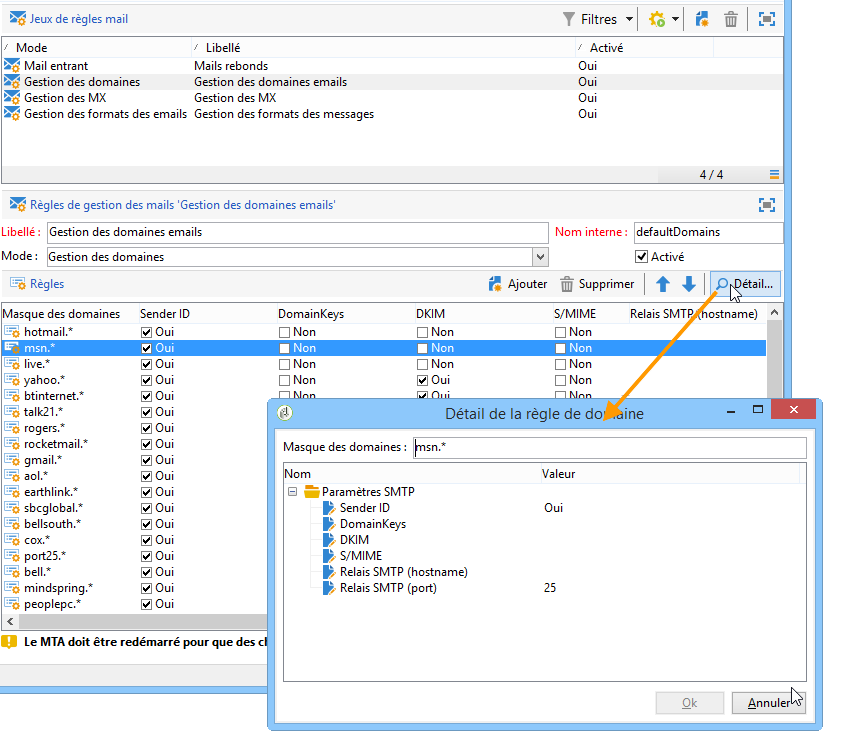 Jeux de règles mail Filtres
Mode Libellé Activé
Mail entrant Mails rebonds Oui
Gestion des domaines Gestion des domaines emails Oui
Gestion des MX Gestion des MX Oui
Gestion des formats des emails Gestion des formats des messages Oui
4 / 4
Règles de gestion des mails 'Gestion des domaines emails'
Libellé : Gestion des domaines emails Nom interne : defaultDomains
Mode : Gestion des domaines Activé
Règles Ajouter Supprimer Détail...
Masque des domaines Sender ID DomainKeys DKIM S/MIME Relais SMTP (hostname)
hotmail.* Oui Non Non Non
msn.* Oui Non Non Non
live.* Oui Non Non Non
yahoo.* Oui Non Oui Non
btinternet.* Oui Non Oui Non
talk21.* Oui
rogers.* Oui
rocketmail.* Oui
gmail.* Oui
aol.* Oui
earthlink.* Oui
sbcglobal.* Oui
bellsouth.* Oui
cox.* Oui
port25.* Oui
bell.* Oui
mindspring.* Oui
peoplepc.* Oui
Le MTA doit être redémarré pour que des
Détail de la règle de domaine
Masque des domaines : msn.*
Nom Valeur
Paramètres SMTP
Sender ID Oui
DomainKeys
DKIM
S/MIME
Relais SMTP (hostname)
Relais SMTP (port) 25
Ok Annuler